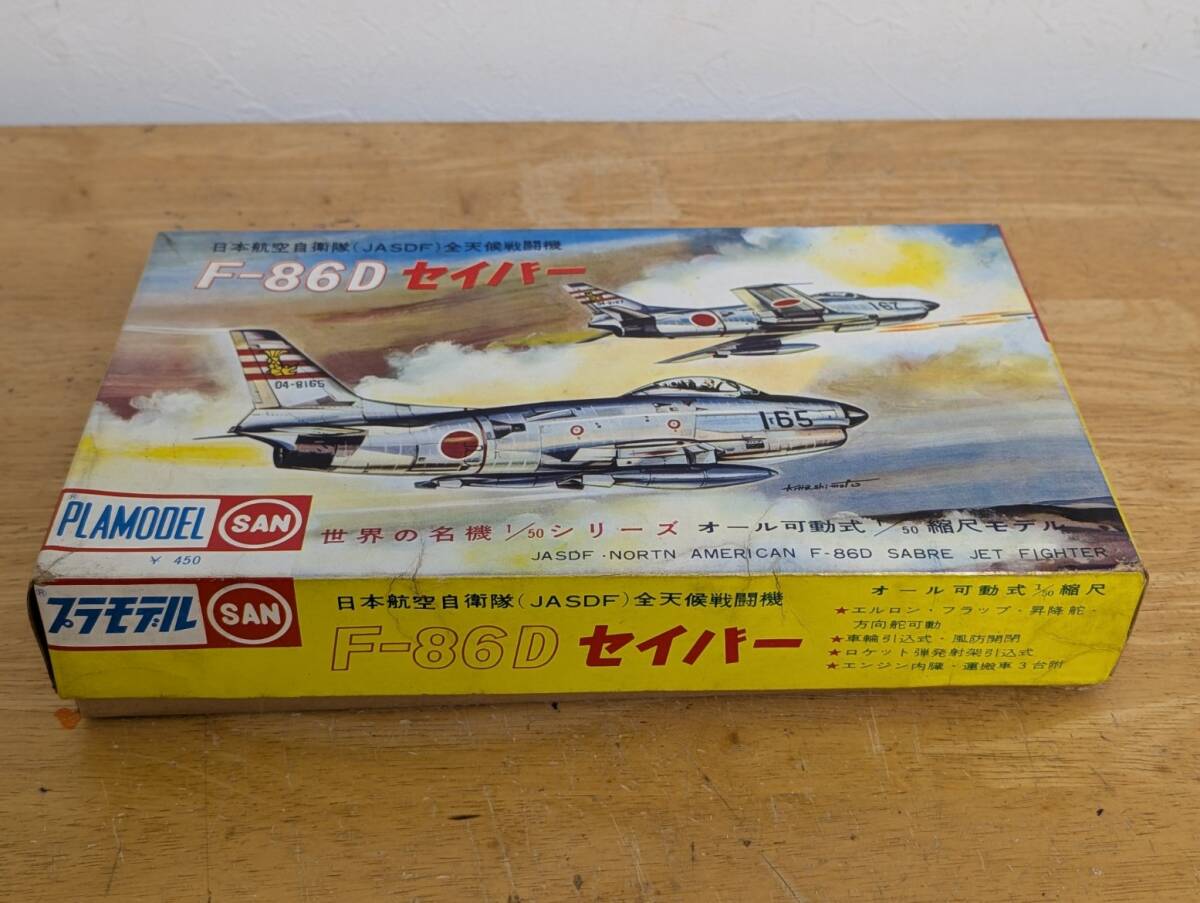 日本航空自衛隊(JASDF)全天候戦闘機
F-86D セイバー
167
04-8165
165
K.Hashimoto
® PLAMODEL SAN
¥ 450
世界の名機 1/50シリーズ オール可動式 1/50 縮尺モデル
JASDF・NORTN AMERICAN F-86D SABRE JET FIGHTER
® プラモデル SAN
日本航空自衛隊(JASDF)全天候戦闘機
F-86D セイバー
オール可動式 1/50 縮尺
★エルロン・フラップ・昇降舵・
方向舵可動
★車輪引込式・風防開閉
★ロケット弾発射架引込式
★エンジン内臓・運搬車3台附